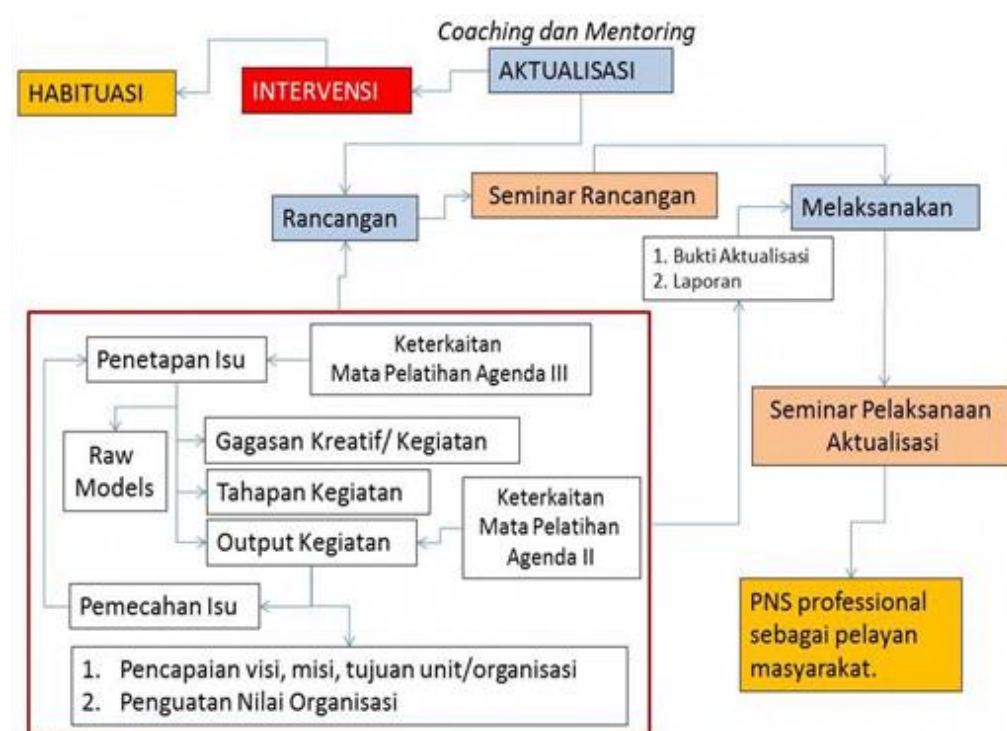 Coaching dan Mentoring
AKTUALISASI
INTERVENSI
HABITUASI
Rancangan
Seminar Rancangan
Melaksanakan
1. Bukti Aktualisasi
2. Laporan
Penetapan Isu
Keterkaitan
Mata Pelatihan Agenda III
Raw
Models
Gagasan Kreatif/ Kegiatan
Tahapan Kegiatan
Output Kegiatan
Keterkaitan
Mata Pelatihan
Agenda II
Pemecahan Isu
1. Pencapaian visi, misi, tujuan unit/organisasi
2. Penguatan Nilai Organisasi
Seminar Pelaksanaan
Aktualisasi
PNS professional
sebagai pelayan
masyarakat.